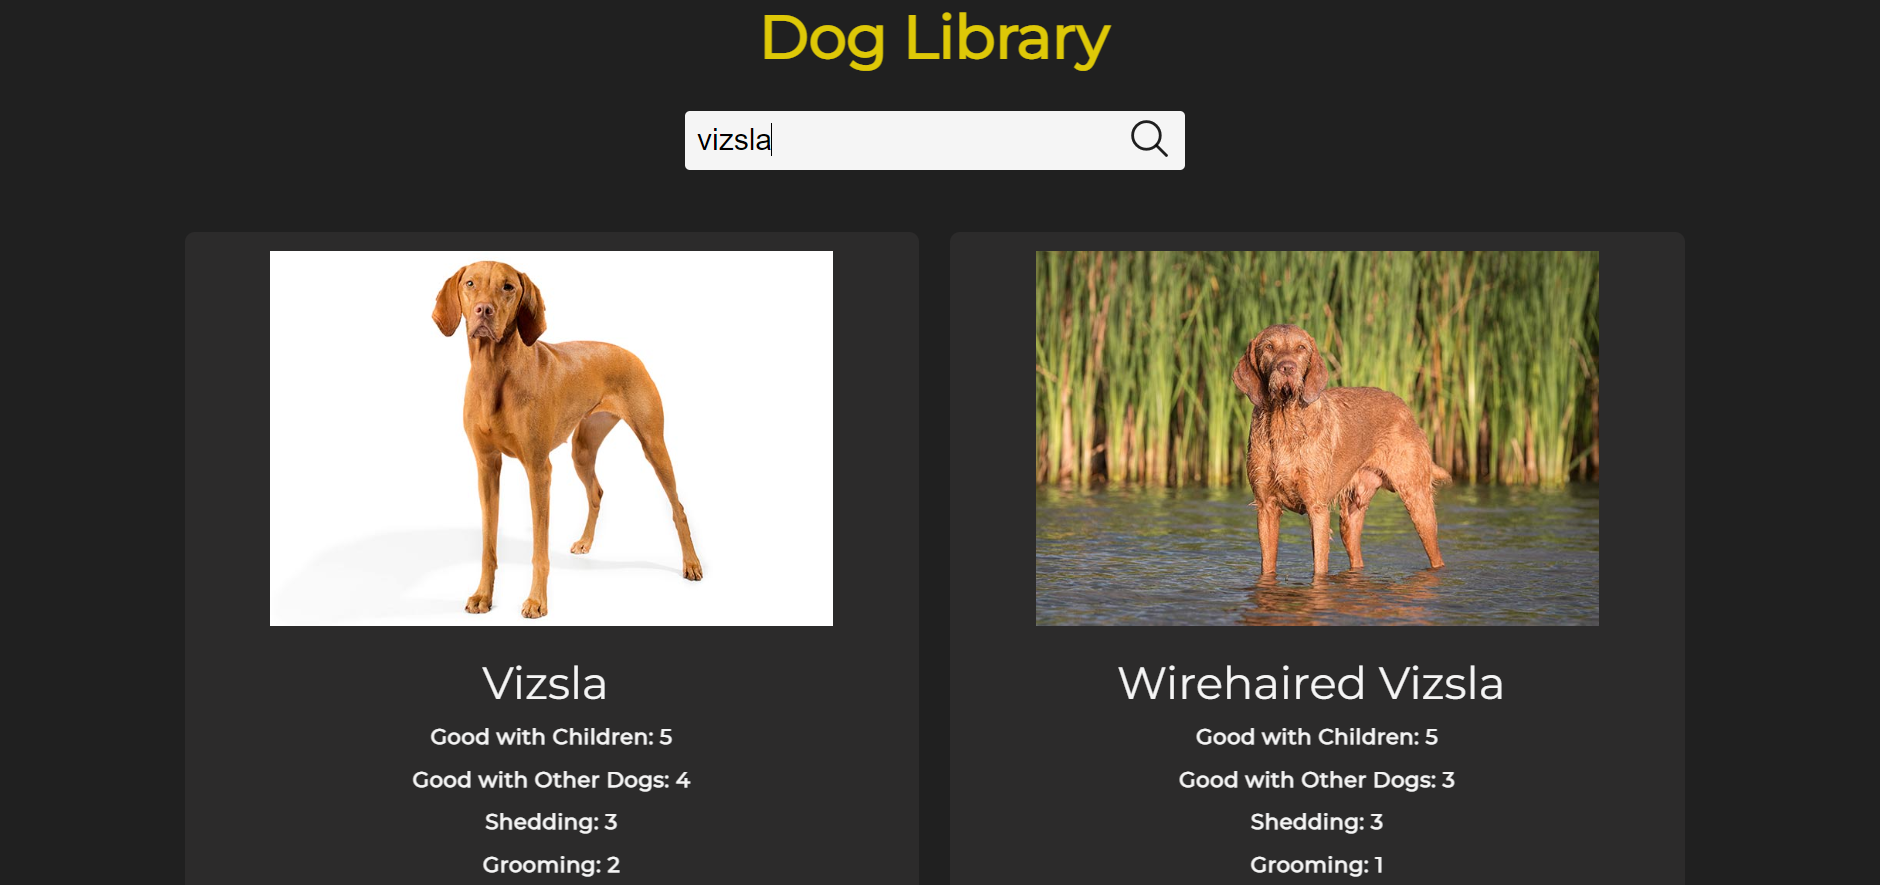 Dog Library
vizsla
Vizsla
Good with Children: 5
Good with Other Dogs: 4
Shedding: 3
Grooming: 2
Wirehaired Vizsla
Good with Children: 5
Good with Other Dogs: 3
Shedding: 3
Grooming: 1